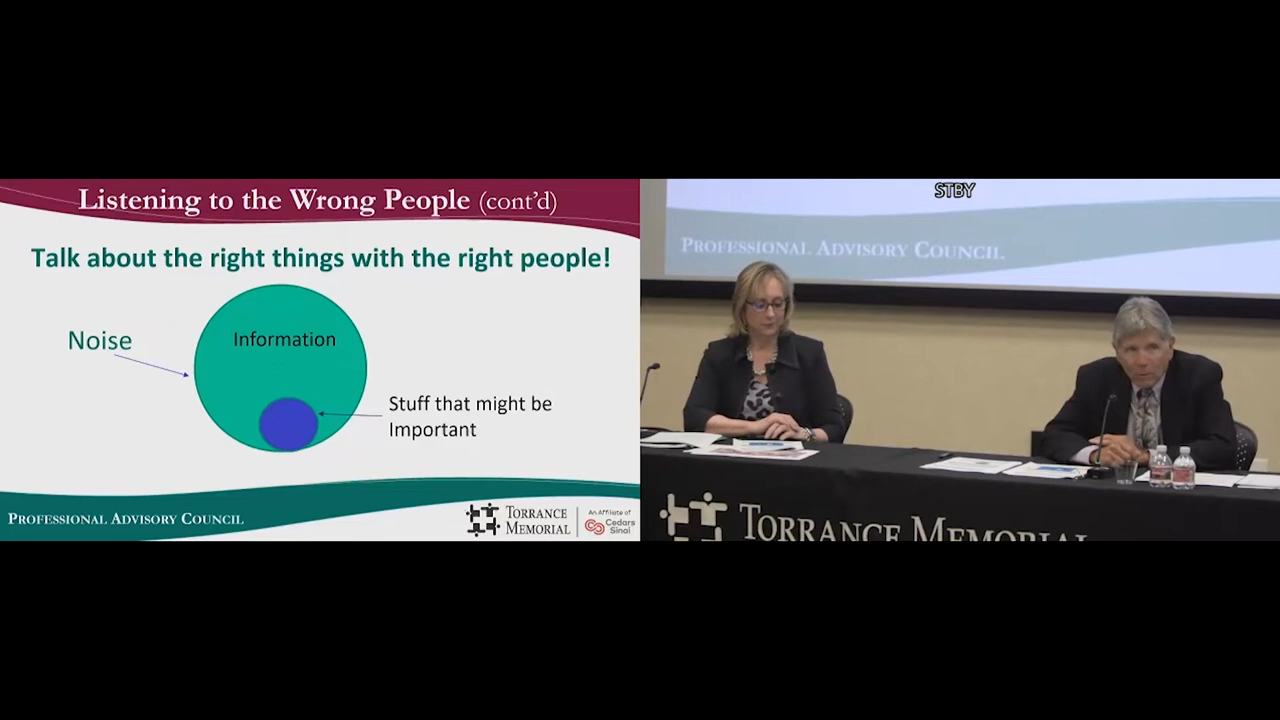 Listening to the Wrong People (cont'd)
Talk about the right things with the right people!
Noise
Information
Stuff that might be
Important
PROFESSIONAL ADVISORY COUNCIL
TORRANCE
MEMORIAL
An Affiliate of
Cedars
Sinai
STBY
PROFESSIONAL ADVISORY COUNCIL
TORRANCE MEMORIAL